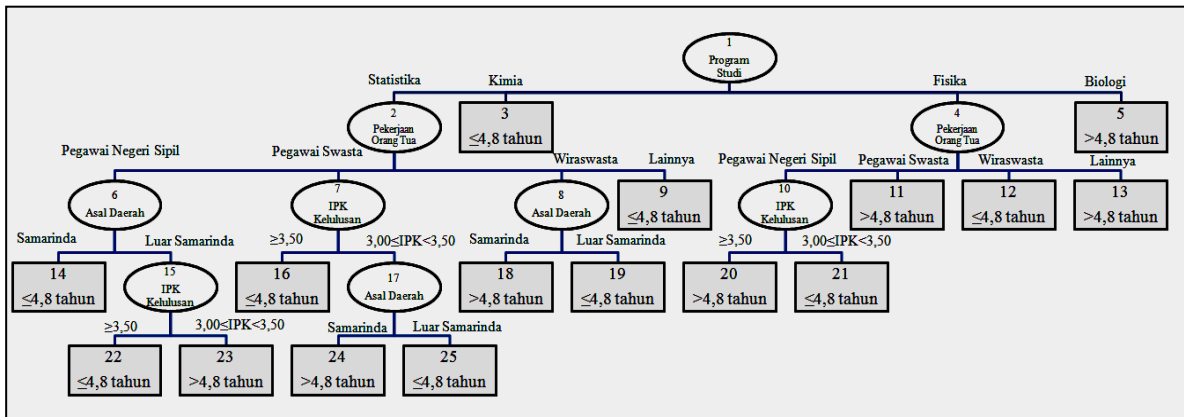 1
Program
Studi
Statistika
Kimia
Fisika
Biologi
2
Pekerjaan
Orang Tua
3
≤4,8 tahun
4
Pekerjaan
Orang Tua
5
>4,8 tahun
Pegawai Negeri Sipil
Pegawai Swasta
Wiraswasta
Lainnya
Pegawai Negeri Sipil
Pegawai Swasta
Wiraswasta
Lainnya
6
Asal Daerah
7
IPK
Kelulusan
8
Asal Daerah
9
≤4,8 tahun
10
IPK
Kelulusan
11
>4,8 tahun
12
≤4,8 tahun
13
>4,8 tahun
Samarinda
Luar Samarinda
≥3,50
3,00≤IPK<3,50
Samarinda
Luar Samarinda
≥3,50
3,00≤IPK<3,50
14
≤4,8 tahun
15
IPK
Kelulusan
16
≤4,8 tahun
17
Asal Daerah
18
>4,8 tahun
19
≤4,8 tahun
20
>4,8 tahun
21
≤4,8 tahun
≥3,50
3,00≤IPK<3,50
Samarinda
Luar Samarinda
22
≤4,8 tahun
23
>4,8 tahun
24
>4,8 tahun
25
≤4,8 tahun